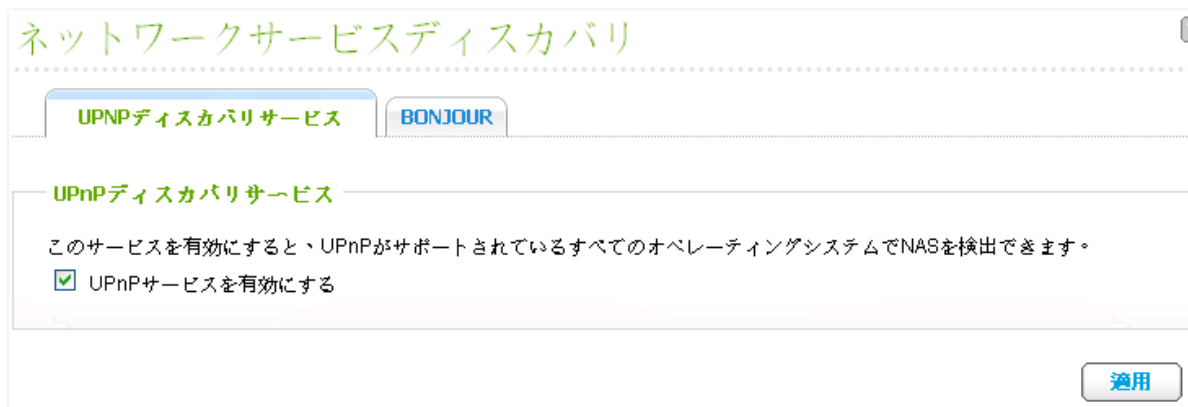 ネットワークサービスディスカバリ
UPNPディスカバリサービス BONJOUR
UPnPディスカバリサービス
このサービスを有効にすると、UPnPがサポートされているすべてのオペレーティングシステムでNASを検出できます。
UPnPサービスを有効にする
適用